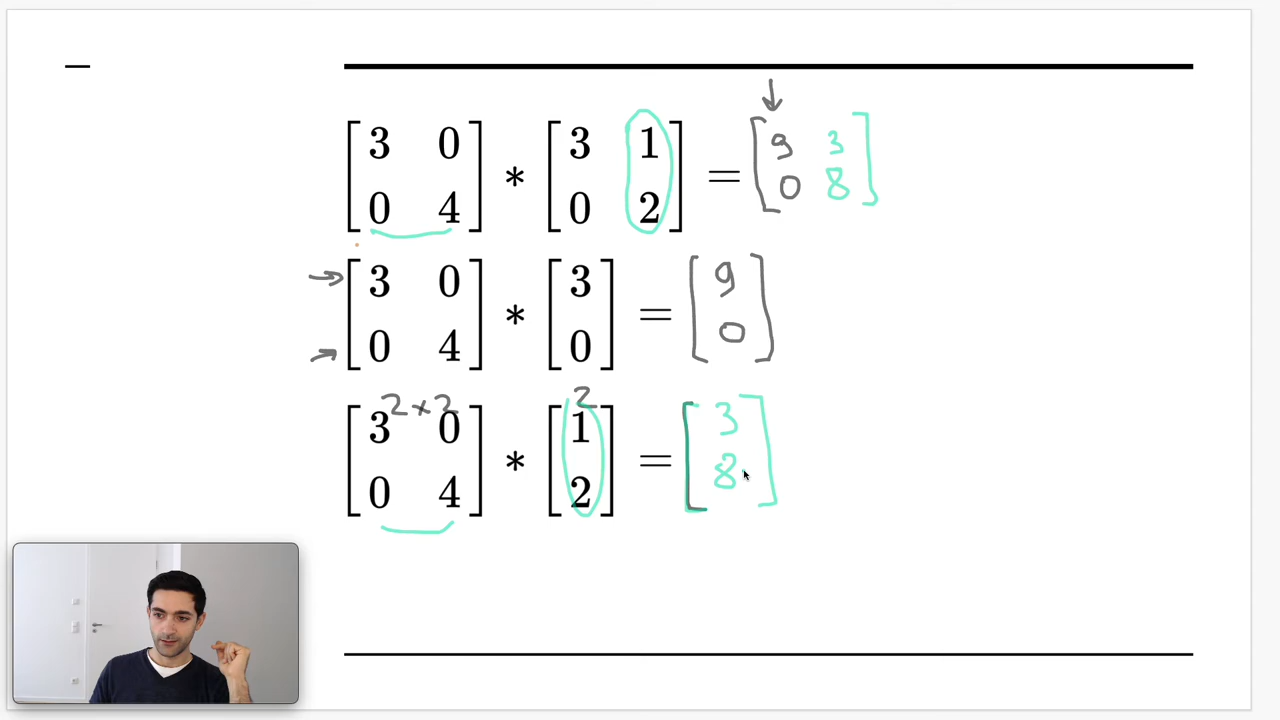 [3 0 * [3 1 = [9 3
0 4] 0 2] 0 8]
[3 0 * [3 = [9
0 4] 0] 0]
2×2 2
[3 0 * [1 = [3
0 4] 2] 8]